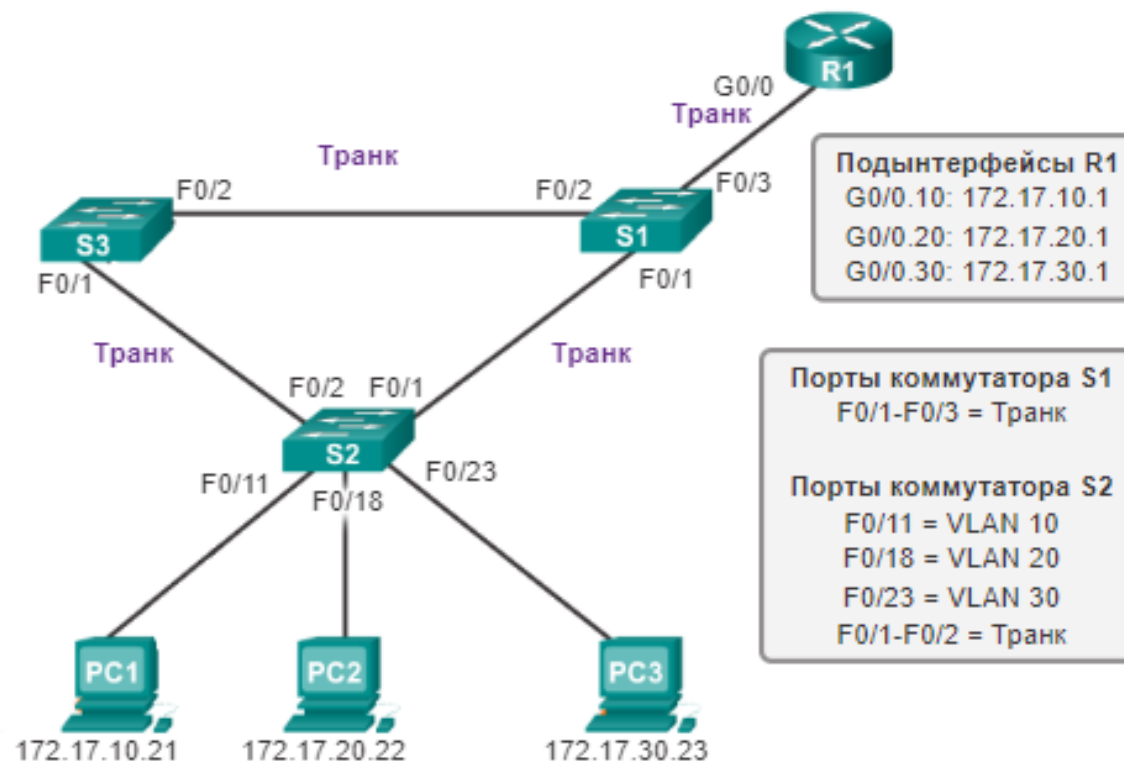 R1
G0/0
Транк
Транк
F0/2
F0/2
F0/3
S3
S1
F0/1
F0/1
Подынтерфейсы R1
G0/0.10: 172.17.10.1
G0/0.20: 172.17.20.1
G0/0.30: 172.17.30.1
Транк
Транк
F0/2
F0/1
S2
F0/11
F0/18
F0/23
Порты коммутатора S1
F0/1-F0/3 = Транк
Порты коммутатора S2
F0/11 = VLAN 10
F0/18 = VLAN 20
F0/23 = VLAN 30
F0/1-F0/2 = Транк
PC1
PC2
PC3
172.17.10.21
172.17.20.22
172.17.30.23